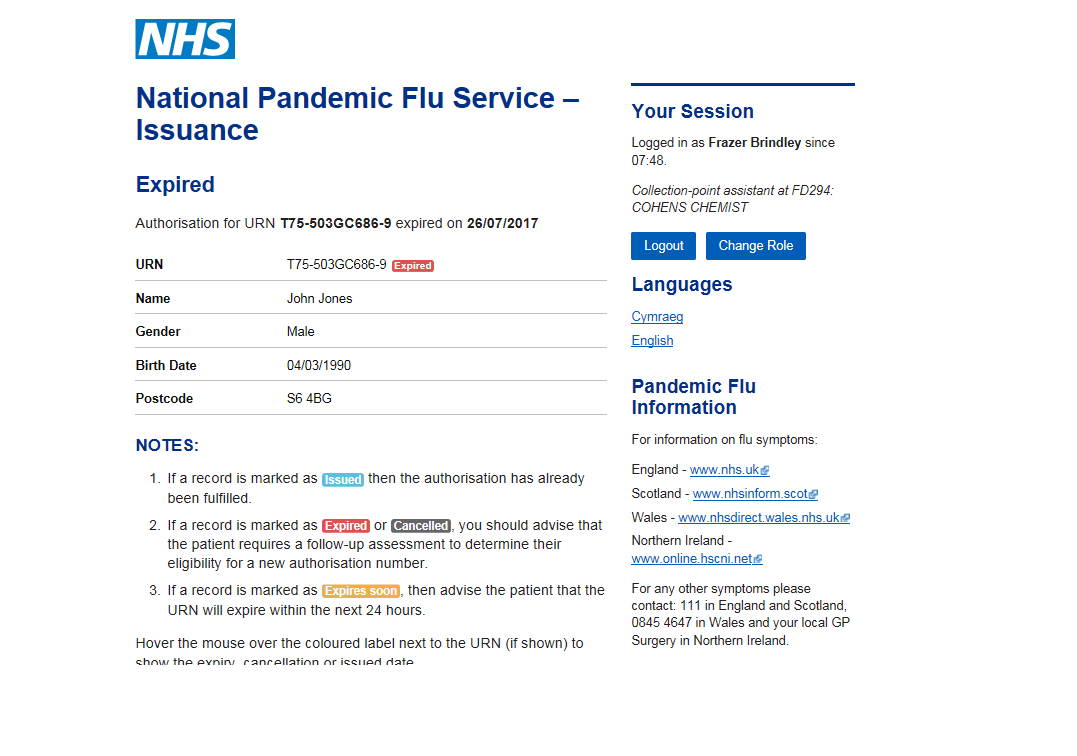 NHS
National Pandemic Flu Service –
Issuance
Expired
Authorisation for URN T75-503GC686-9 expired on 26/07/2017
URN T75-503GC686-9 Expired
Name John Jones
Gender Male
Birth Date 04/03/1990
Postcode S6 4BG
NOTES:
1. If a record is marked as Issued then the authorisation has already
been fulfilled.
2. If a record is marked as Expired or Cancelled, you should advise that
the patient requires a follow-up assessment to determine their
eligibility for a new authorisation number.
3. If a record is marked as Expires soon, then advise the patient that the
URN will expire within the next 24 hours.
Hover the mouse over the coloured label next to the URN (if shown) to
show the expiry, cancellation or issued date
Your Session
Logged in as Frazer Brindley since
07:48.
Collection-point assistant at FD294:
COHENS CHEMIST
Logout Change Role
Languages
Cymraeg
English
Pandemic Flu
Information
For information on flu symptoms:
England - www.nhs.uk
Scotland - www.nhsinform.scot
Wales - www.nhsdirect.wales.nhs.uk
Northern Ireland -
www.online.hscni.net
For any other symptoms please
contact: 111 in England and Scotland,
0845 4647 in Wales and your local GP
Surgery in Northern Ireland.